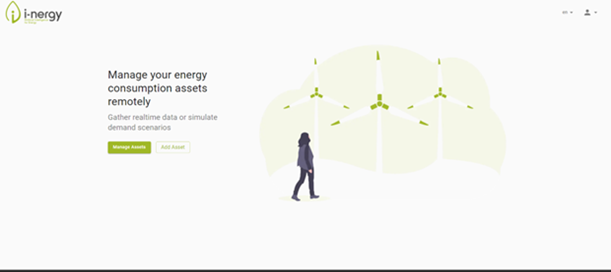 i-nergy
en
Manage your energy
consumption assets
remotely
Gather realtime data or simulate
demand scenarios
Manage Assets
Add Asset